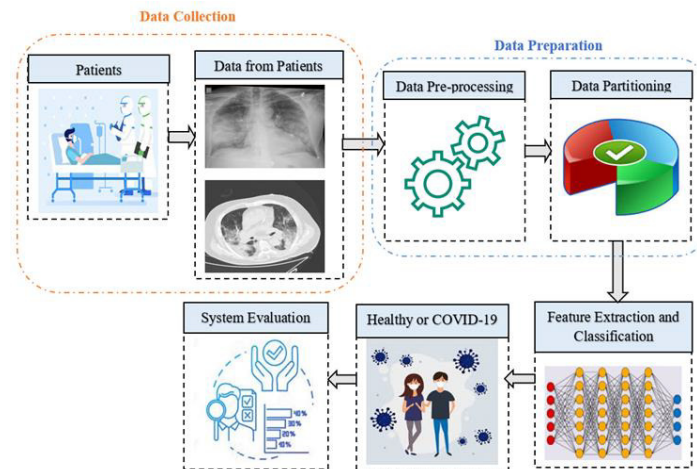 Data Collection
Data Preparation
Patients
Data from Patients
Data Pre-processing
Data Partitioning
System Evaluation
Healthy or COVID-19
Feature Extraction and
Classification
40%
30%
20%
10%